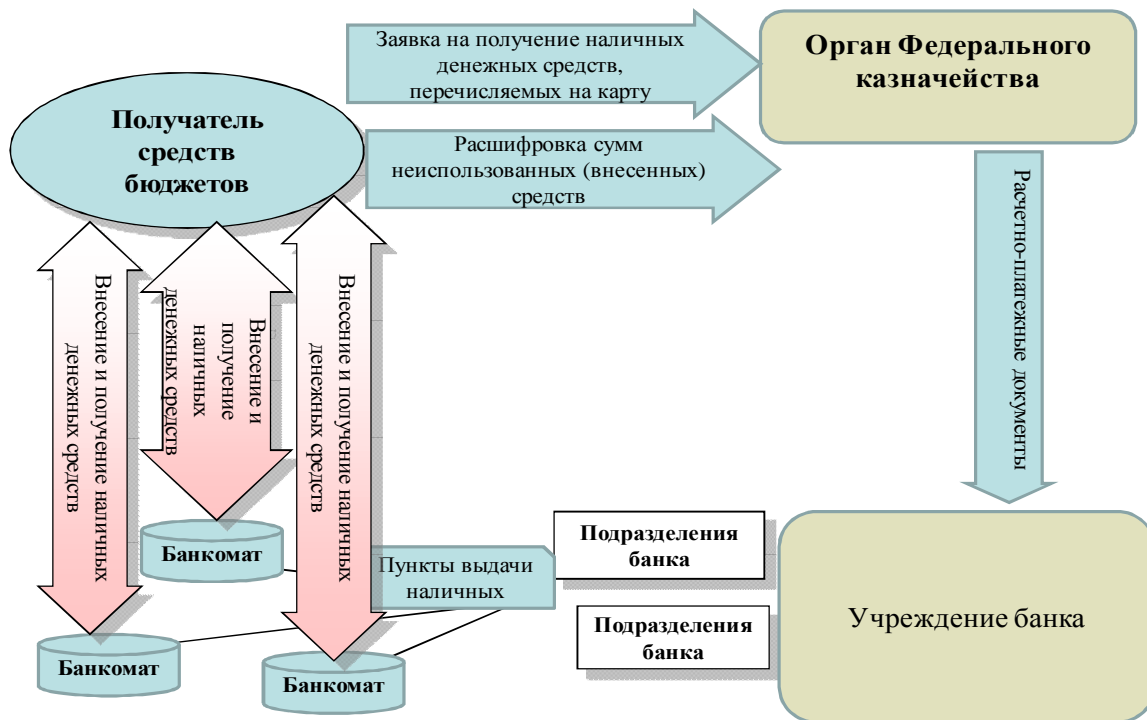 Заявка на получение наличных
денежных средств,
перечисляемых на карту
Орган Федерального
казначейства
Получатель
средств
бюджетов
Расшифровка сумм
неиспользованных (внесенных)
средств
Расчетно-платежные документы
Внесение и получение наличных
денежных средств
Внесение и
получение
наличных
денежных средств
Внесение и получение наличных
денежных средств
Банкомат
Пункты выдачи
наличных
Подразделения
банка
Подразделения
банка
Учреждение банка
Банкомат
Банкомат